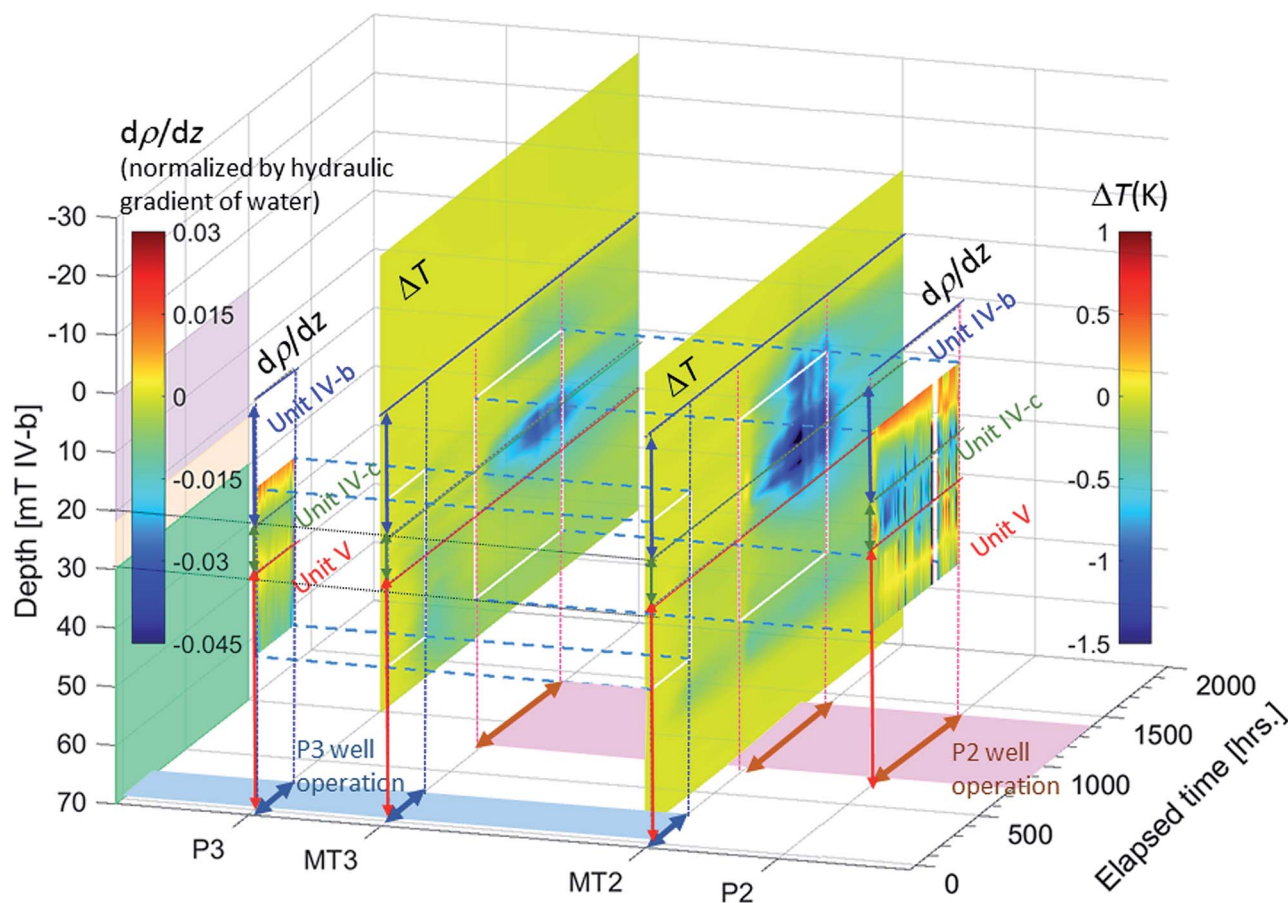 dρ/dz
(normalized by hydraulic
gradient of water)
0.03
0.015
0
-0.015
-0.03
-0.045
Depth [mT IV-b]
-30
-20
-10
0
10
20
30
40
50
60
70
dρ/dz
Unit IV-b
Unit IV-c
Unit V
ΔT
ΔT
dρ/dz
Unit IV-b
Unit IV-c
Unit V
ΔT(K)
1
0.5
0
-0.5
-1
-1.5
P3 well
operation
P2 well
operation
P3
MT3
MT2
P2
0
500
1000
1500
2000
Elapsed time [hrs.]